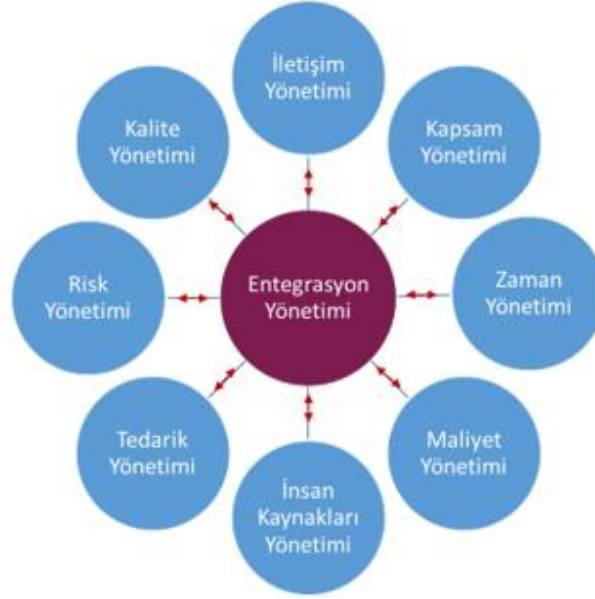 İletişim
Yönetimi
Kapsam
Yönetimi
Zaman
Yönetimi
Maliyet
Yönetimi
İnsan
Kaynakları
Yönetimi
Tedarik
Yönetimi
Risk
Yönetimi
Kalite
Yönetimi
Entegrasyon
Yönetimi